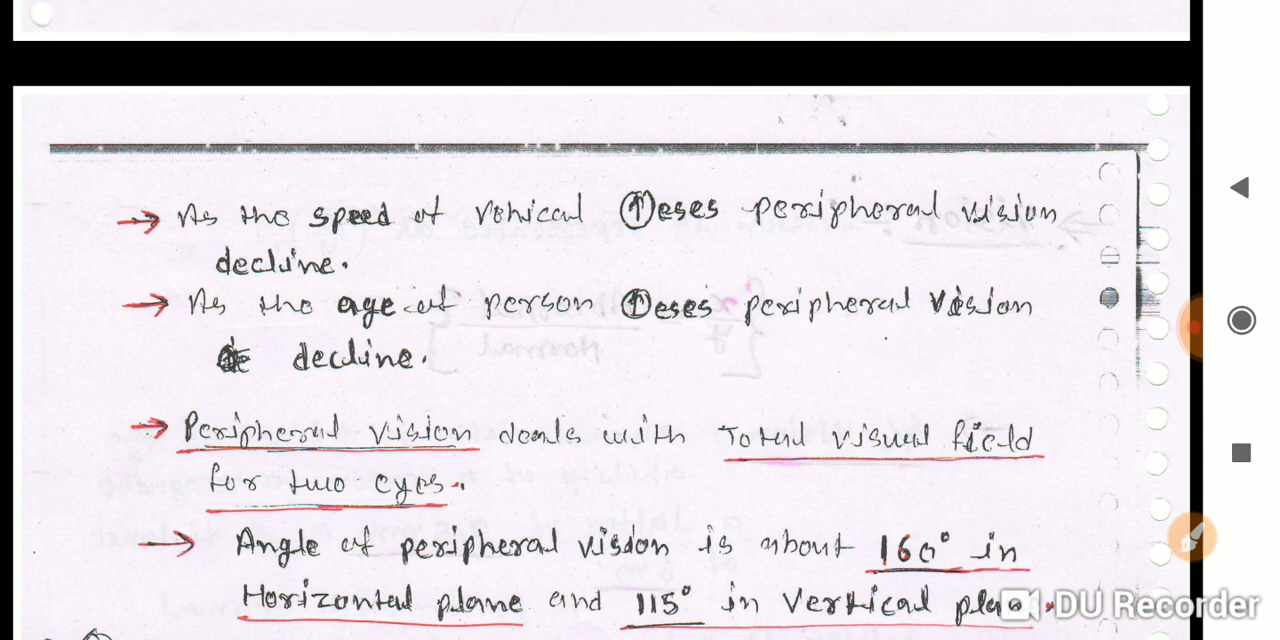 → As the speed of vehical (↑)eses peripheral vision
decline.
→ As the age of person (↑)eses peripheral vision
decline.
→ Peripheral vision deals with Total visual field
for two eyes.
→ Angle of peripheral vision is about 160° in
Horizontal plane and 115° in vertical plane.
DU Recorder